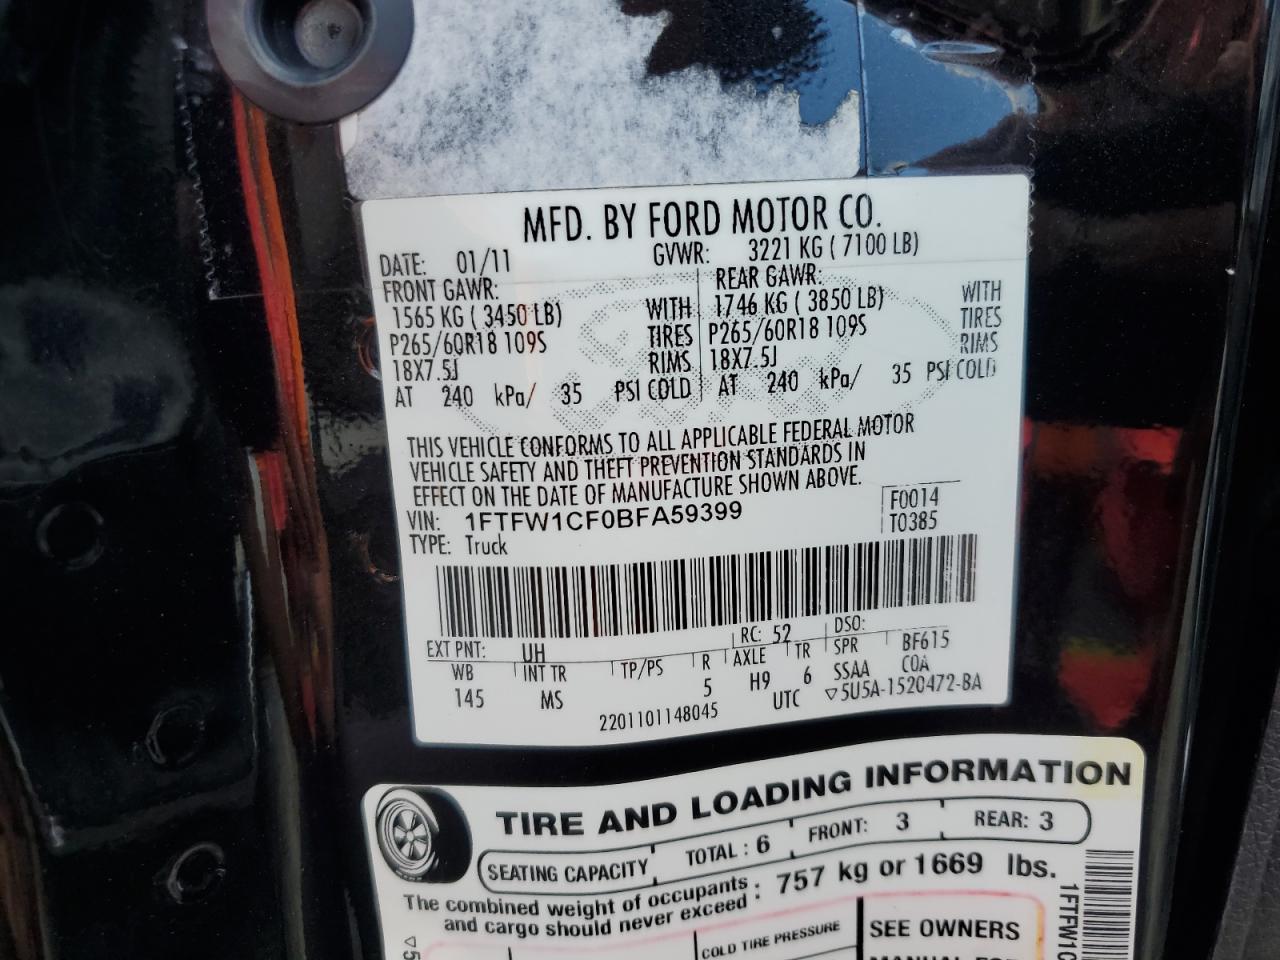 MFD. BY FORD MOTOR CO.
DATE: 01/11 GVWR: 3221 KG ( 7100 LB)
FRONT GAWR: REAR GAWR:
1565 KG ( 3450 LB) WITH 1746 KG ( 3850 LB) WITH
P265/60R18 109S TIRES P265/60R18 109S TIRES
18X7.5J RIMS 18X7.5J RIMS
AT 240 kPa/ 35 PSI COLD AT 240 kPa/ 35 PSI COLD
THIS VEHICLE CONFORMS TO ALL APPLICABLE FEDERAL MOTOR
VEHICLE SAFETY AND THEFT PREVENTION STANDARDS IN
EFFECT ON THE DATE OF MANUFACTURE SHOWN ABOVE.
VIN: 1FTFW1CF0BFA59399 F0014
TYPE: Truck T0385
EXT PNT: UH RC: 52 DSO:
WB INT TR TP/PS R AXLE TR SPR BF615
145 MS 5 H9 6 SSAA COA
2201101148045 UTC ▽5U5A-1520472-BA
TIRE AND LOADING INFORMATION
SEATING CAPACITY TOTAL : 6 FRONT: 3 REAR: 3
The combined weight of occupants : 757 kg or 1669 lbs.
and cargo should never exceed :
COLD TIRE PRESSURE SEE OWNERS
MANUAL FOR
1FTFW1C
▽5